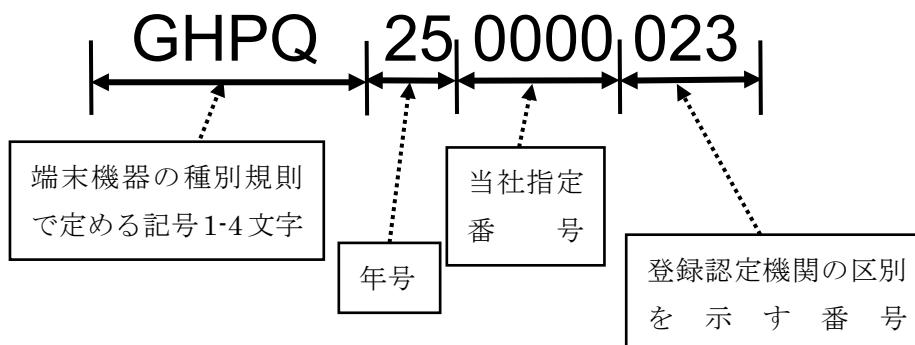 GHPQ 25 0000 023
端末機器の種別規則
で定める記号1-4文字
年号
当社指定
番号
登録認定機関の区別
を示す番号